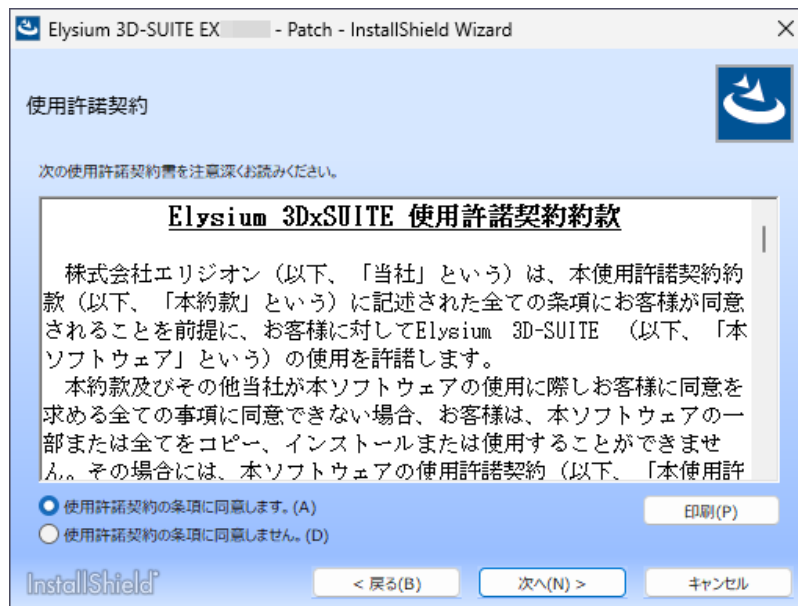 Elysium 3D-SUITE EX - Patch - InstallShield Wizard
使用許諾契約
次の使用許諾契約書を注意深くお読みください。
Elysium 3DxSUITE 使用許諾契約約款
株式会社エリジオン（以下、「当社」という）は、本使用許諾契約約
款（以下、「本約款」という）に記述された全ての条項にお客様が同意
されることを前提に、お客様に対してElysium 3D-SUITE （以下、「本
ソフトウェア」という）の使用を許諾します。
本約款及びその他当社が本ソフトウェアの使用に際しお客様に同意を
求める全ての事項に同意できない場合、お客様は、本ソフトウェアの一
部または全てをコピー、インストールまたは使用することができませ
ん。その場合には、本ソフトウェアの使用許諾契約（以下、「本使用許
使用許諾契約の条項に同意します。(A)
印刷(P)
使用許諾契約の条項に同意しません。(D)
InstallShield
< 戻る(B)
次へ(N) >
キャンセル